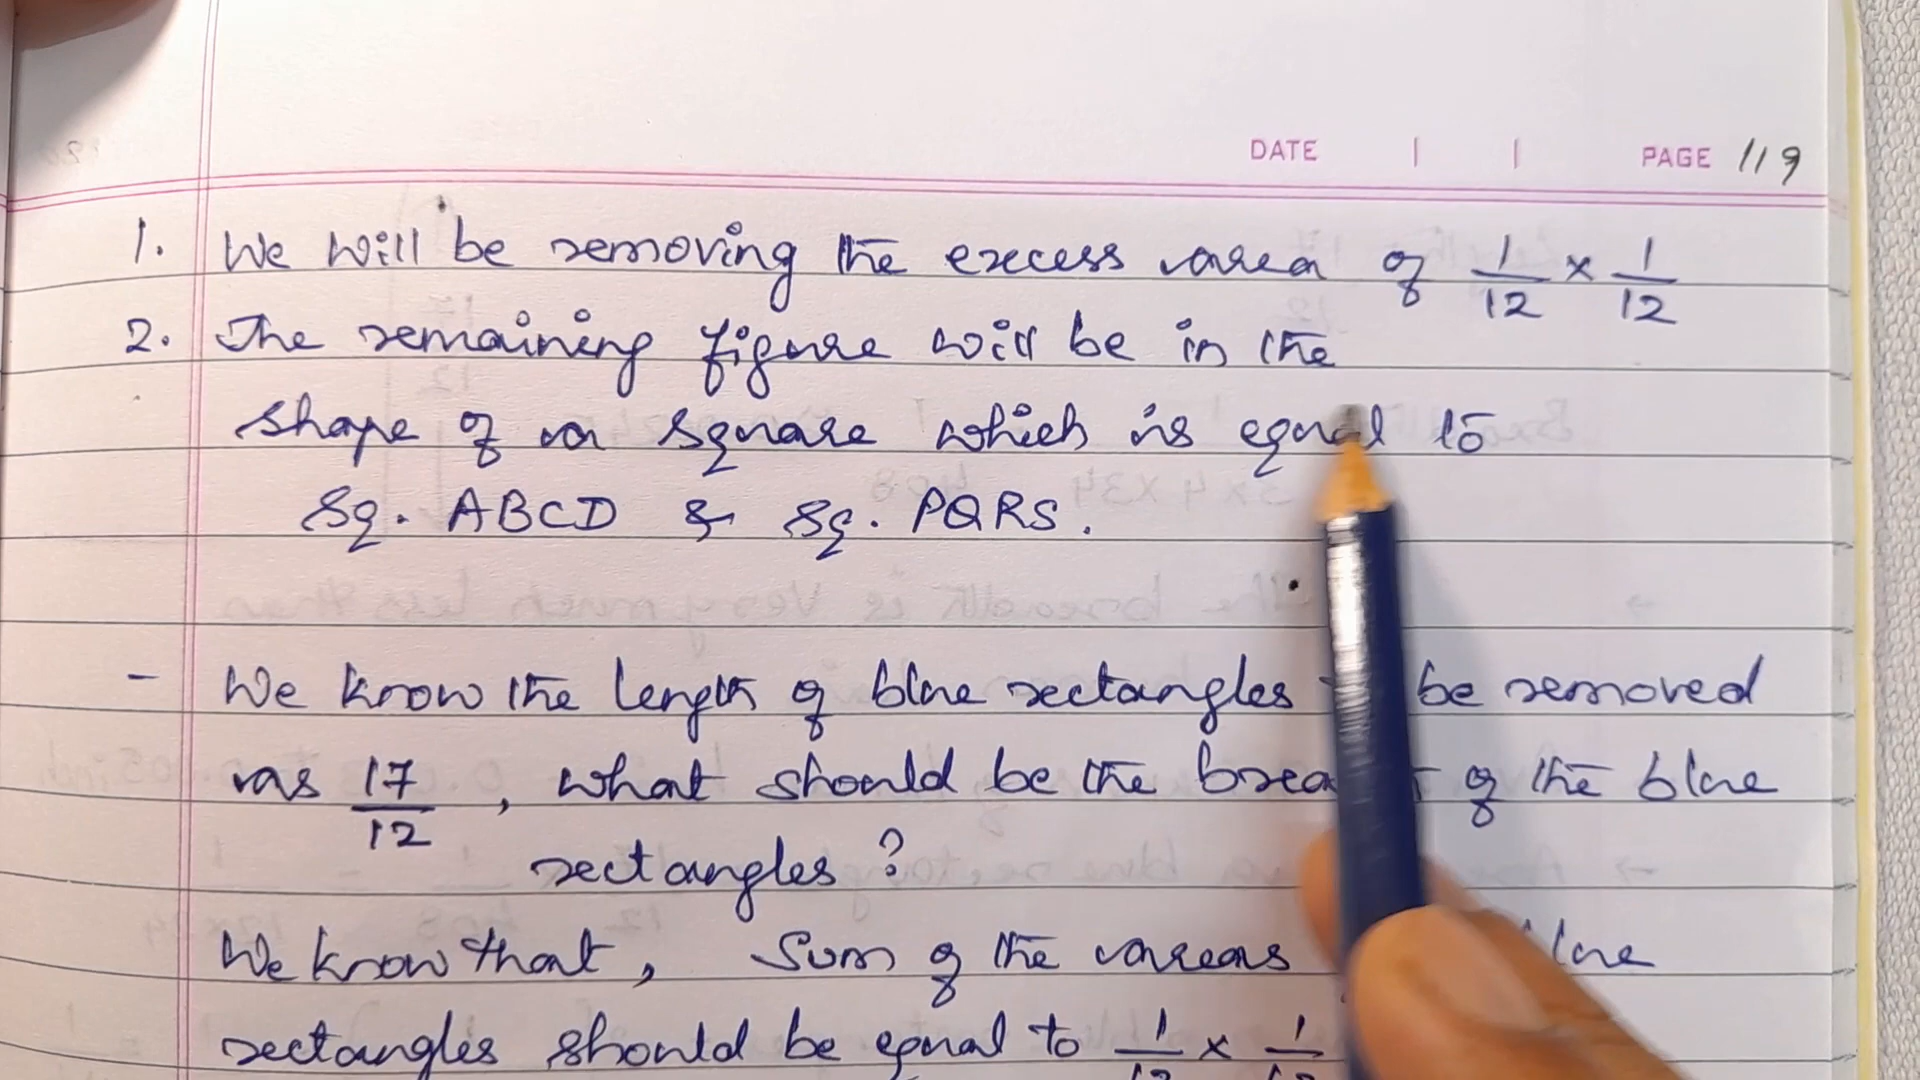 DATE | | PAGE 119
1. We will be removing the excess area of 1/12 × 1/12
2. The remaining figure will be in the
shape of a square which is equal to
Sq. ABCD & Sq. PQRS.
- We know the length of blue rectangles be removed
as 17/12, what should be the of the blue
rectangles?
We know that, Sum of the areas
rectangles should be equal to 1/12 × 1/12